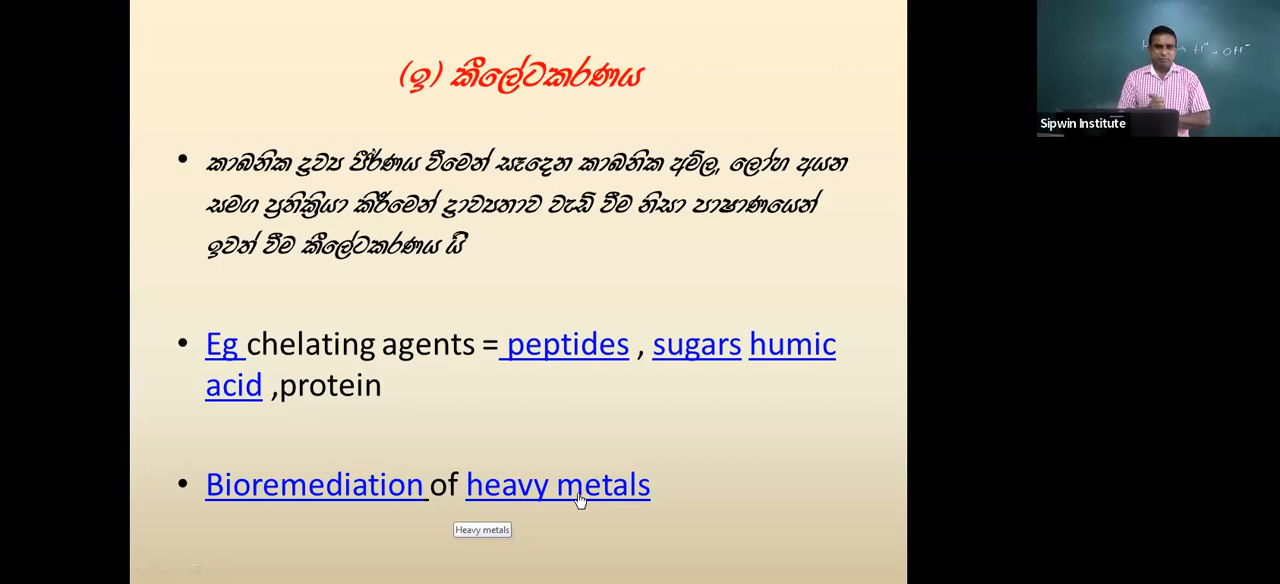 (ඉ) කීලේටකරණය
• කාබනික ද්‍රව්‍ය ජීර්ණය වීමෙන් සෑදෙන කාබනික අම්ල, ලෝහ අයන
සමග ප්‍රතික්‍රියා කිරීමෙන් ද්‍රාව්‍යතාව වැඩි වීම නිසා පාෂාණයෙන්
ඉවත් වීම කීලේටකරණය යි
• Eg chelating agents = peptides , sugars humic
acid ,protein
• Bioremediation of heavy metals
Heavy metals
H⁺ + OH⁻
Sipwin Institute